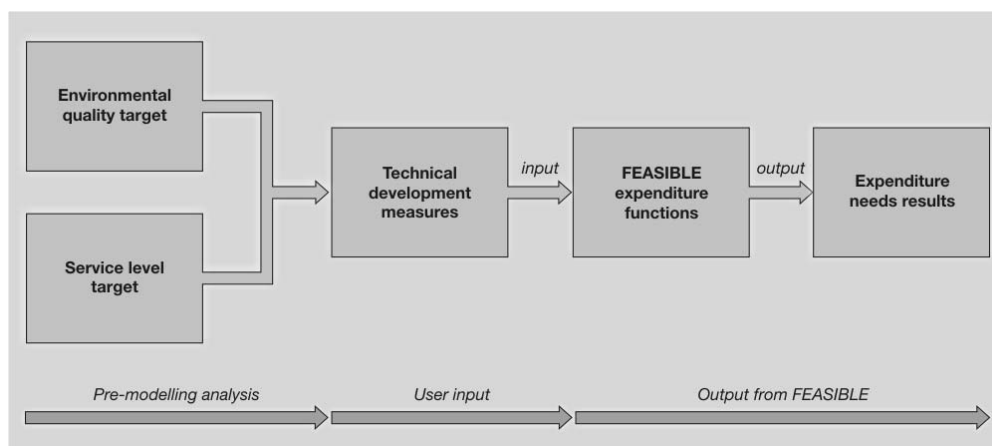 Environmental
quality target
Service level
target
Technical
development
measures
input
FEASIBLE
expenditure
functions
output
Expenditure
needs results
Pre-modelling analysis
User input
Output from FEASIBLE